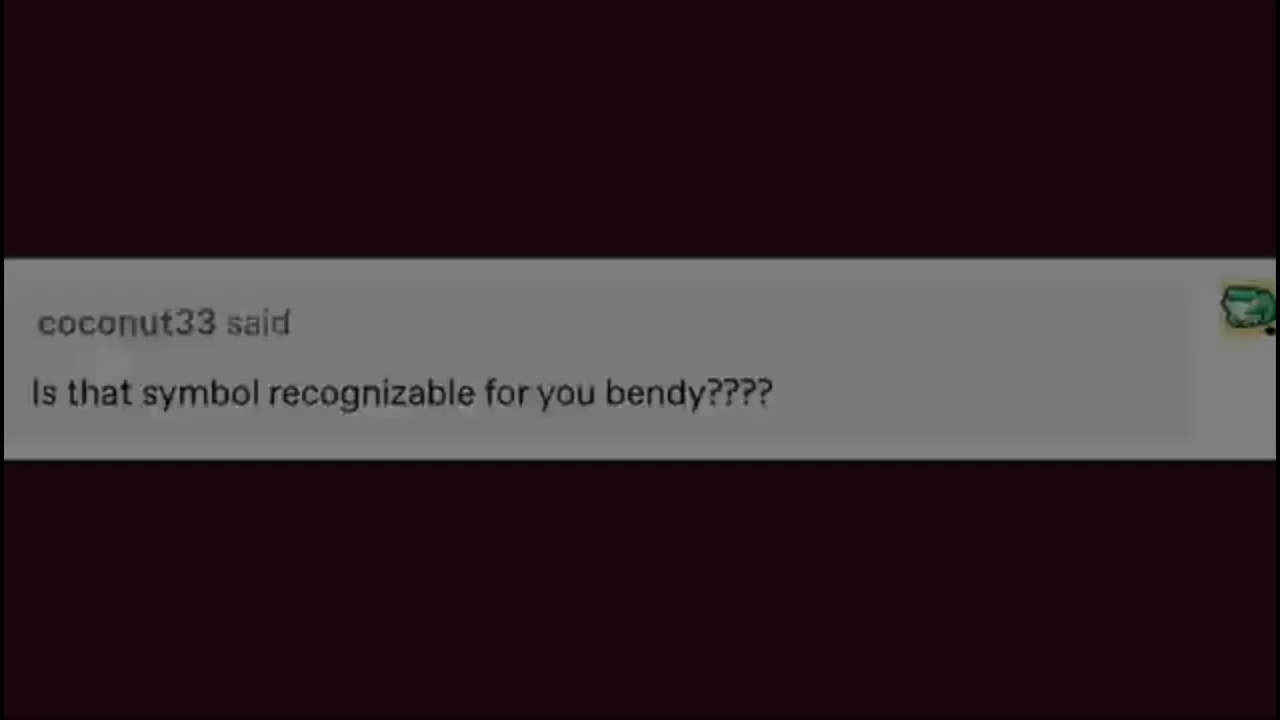 coconut33 said
Is that symbol recognizable for you bendy????